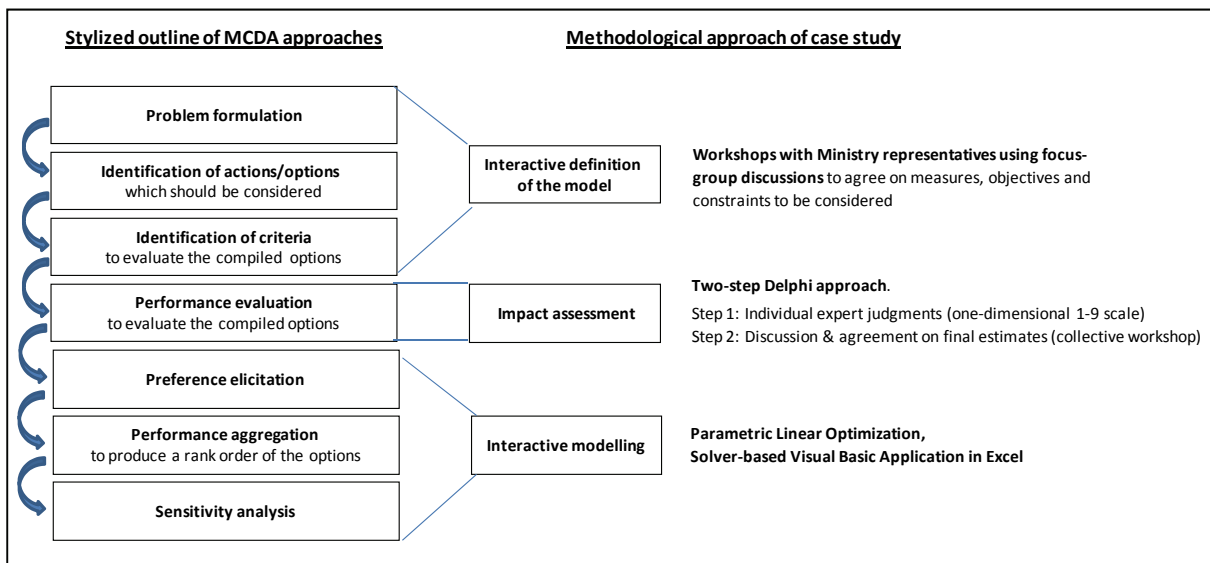 Stylized outline of MCDA approaches
Methodological approach of case study
Problem formulation
Identification of actions/options
which should be considered
Identification of criteria
to evaluate the compiled options
Performance evaluation
to evaluate the compiled options
Preference elicitation
Performance aggregation
to produce a rank order of the options
Sensitivity analysis
Interactive definition
of the model
Impact assessment
Interactive modelling
Workshops with Ministry representatives using focus-
group discussions to agree on measures, objectives and
constraints to be considered
Two-step Delphi approach.
Step 1: Individual expert judgments (one-dimensional 1-9 scale)
Step 2: Discussion & agreement on final estimates (collective workshop)
Parametric Linear Optimization,
Solver-based Visual Basic Application in Excel